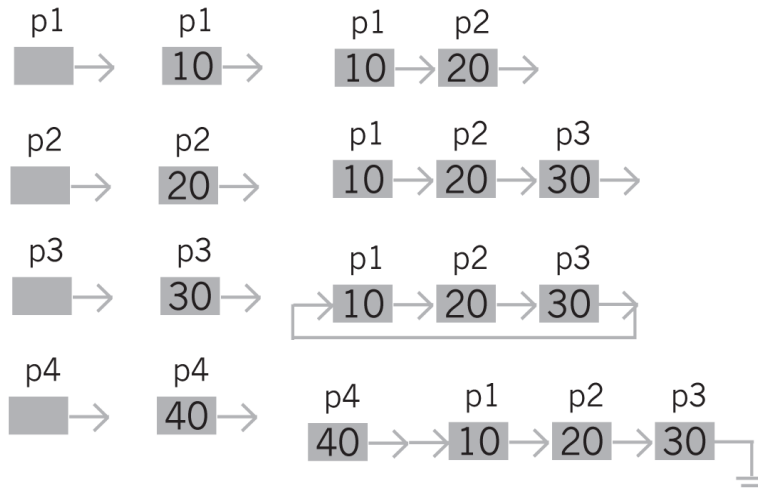 p1 p1 p1 p2
10 10 20
p2 p2 p1 p2 p3
20 10 20 30
p3 p3 p1 p2 p3
30 10 20 30
p4 p4 p4 p1 p2 p3
40 40 10 20 30